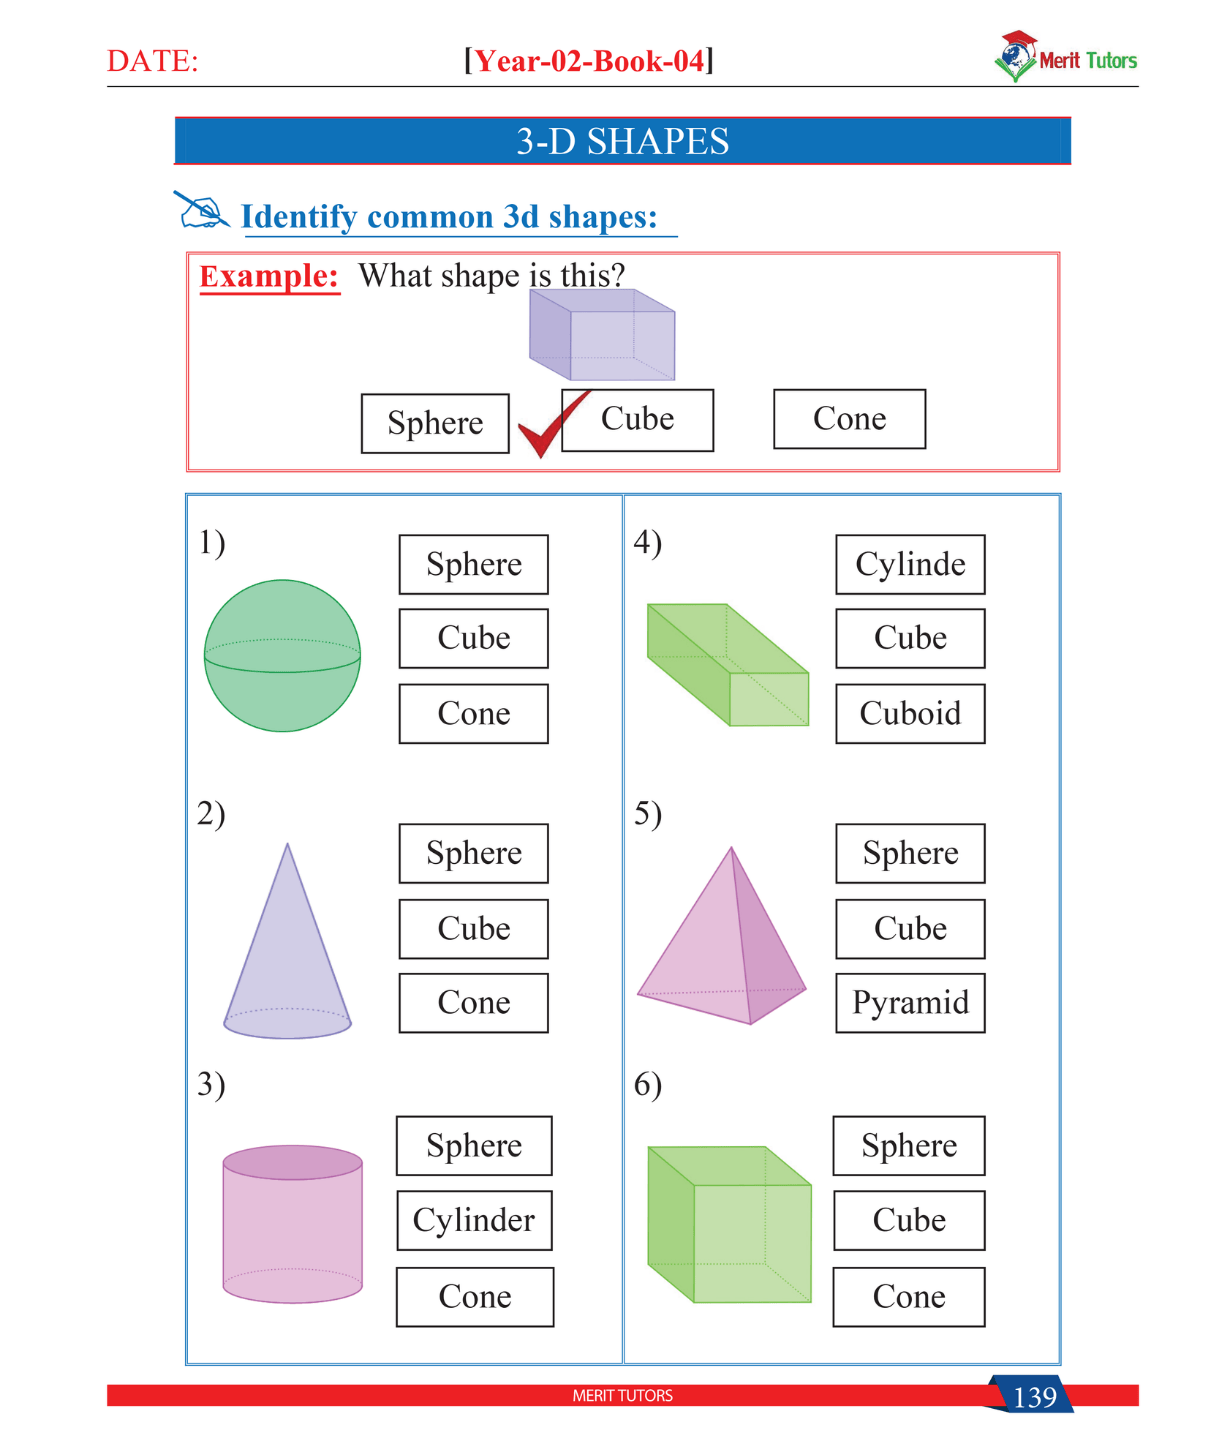 DATE:
[Year-02-Book-04]
Merit Tutors
3-D SHAPES
Identify common 3d shapes:
Example: What shape is this?
Sphere
Cube
Cone
1)
Sphere
Cube
Cone
2)
Sphere
Cube
Cone
3)
Sphere
Cylinder
Cone
4)
Cylinde
Cube
Cuboid
5)
Sphere
Cube
Pyramid
6)
Sphere
Cube
Cone
MERIT TUTORS
139